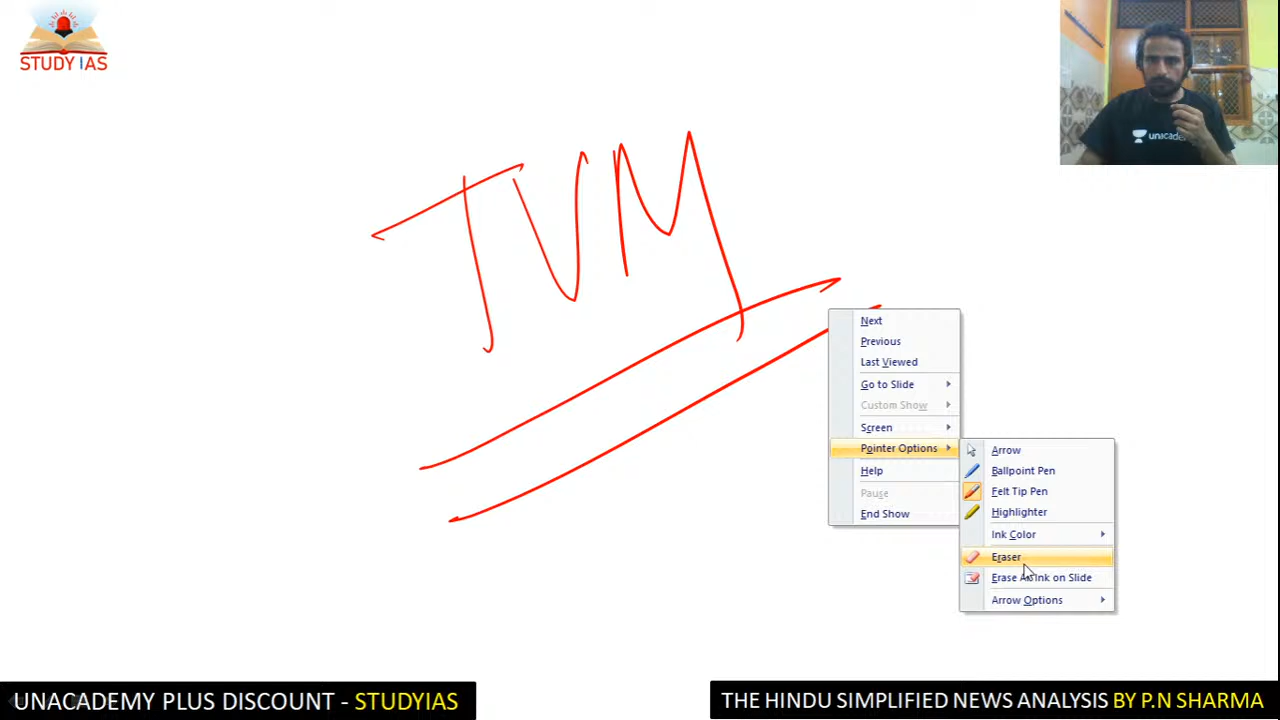 STUDY IAS
unacade
TVM
Next
Previous
Last Viewed
Go to Slide
Custom Show
Screen
Pointer Options
Help
Pause
End Show
Arrow
Ballpoint Pen
Felt Tip Pen
Highlighter
Ink Color
Eraser
Erase All Ink on Slide
Arrow Options
UNACADEMY PLUS DISCOUNT - STUDYIAS
THE HINDU SIMPLIFIED NEWS ANALYSIS BY P.N SHARMA